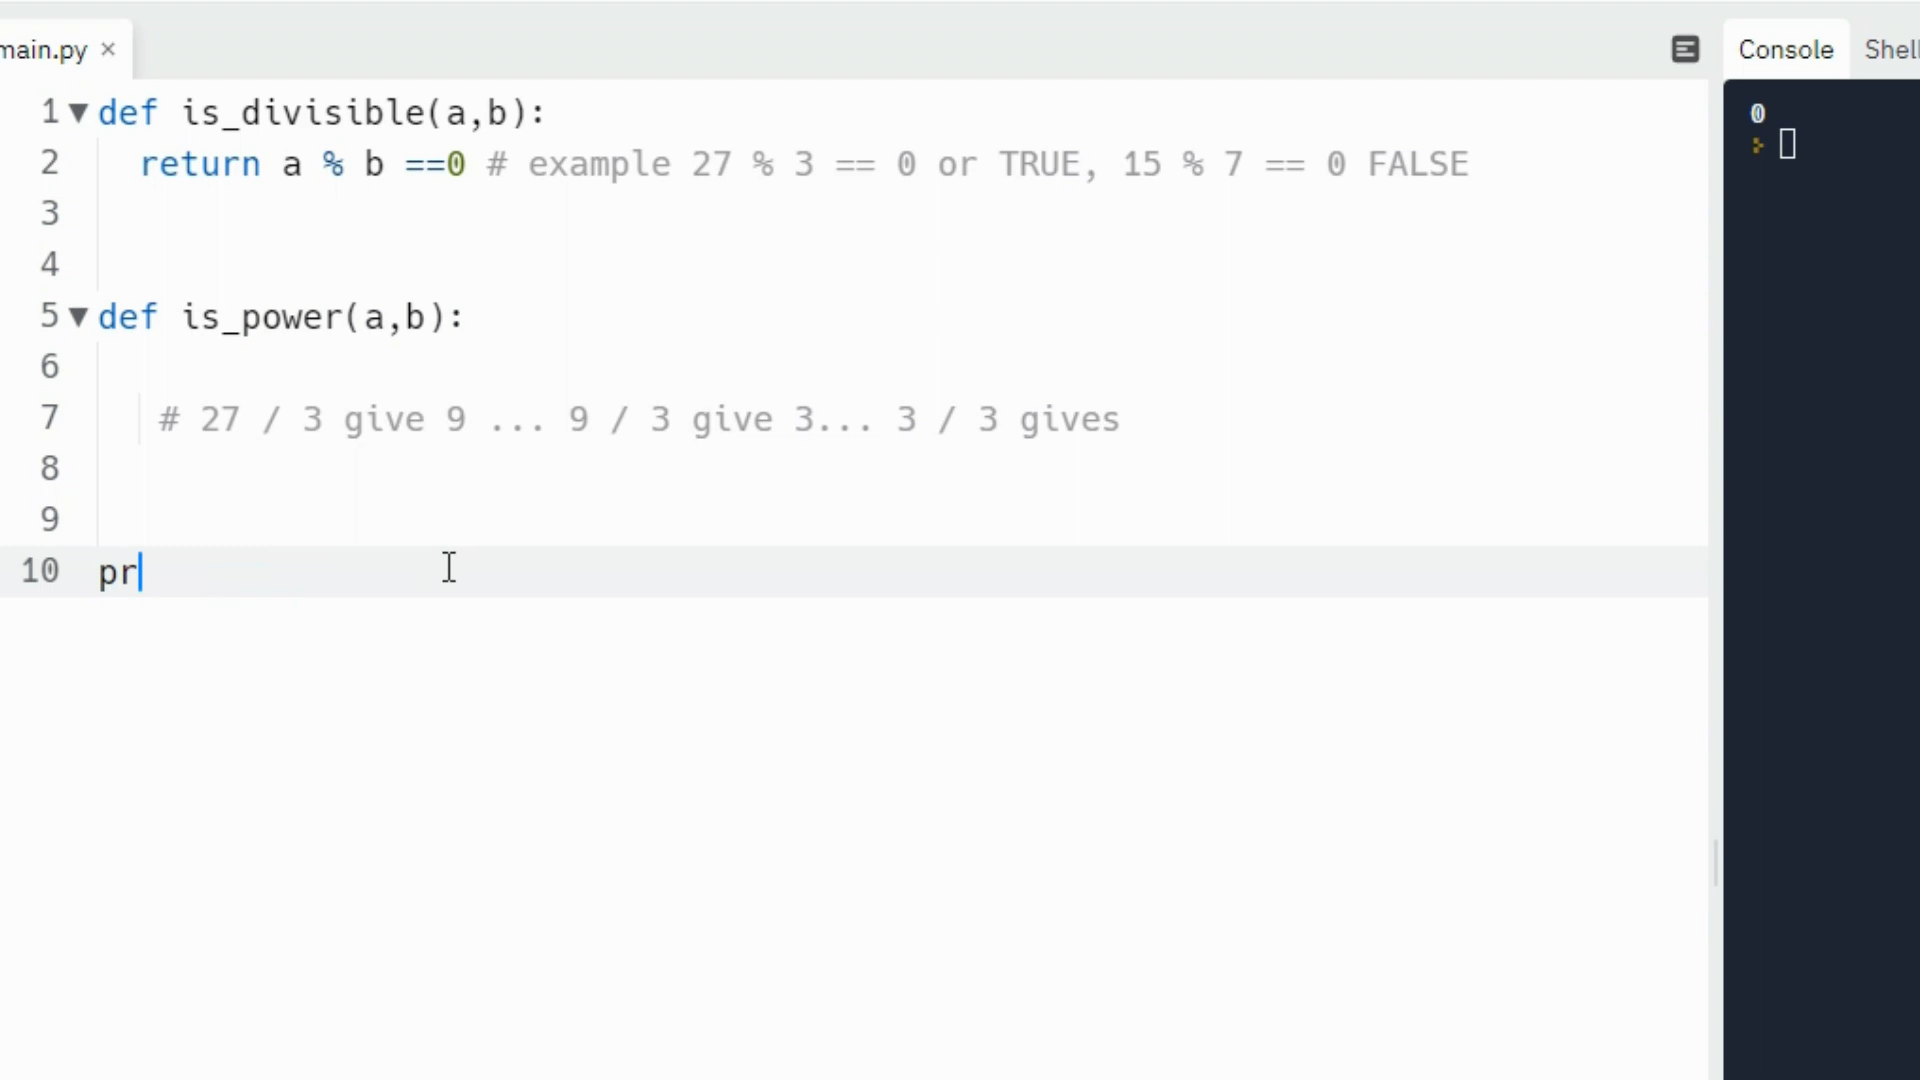 main.py ×
Console
Shell
1 def is_divisible(a,b):
2 return a % b ==0 # example 27 % 3 == 0 or TRUE, 15 % 7 == 0 FALSE
3
4
5 def is_power(a,b):
6
7 # 27 / 3 give 9 ... 9 / 3 give 3... 3 / 3 gives
8
9
10 pr
0